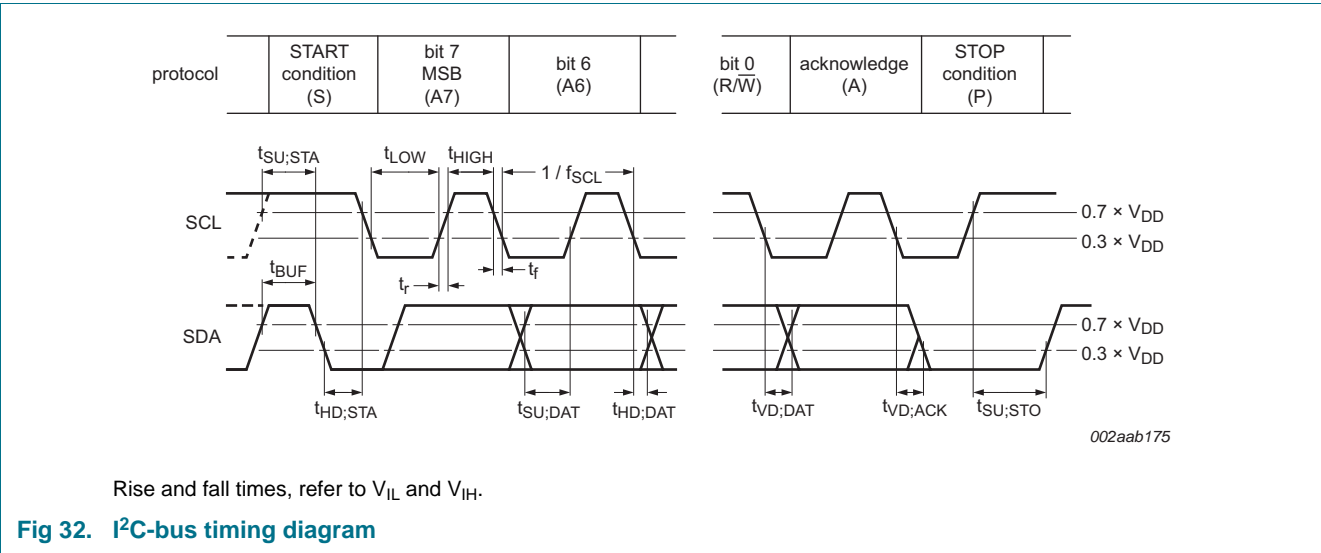 protocol
START
condition
(S)
bit 7
MSB
(A7)
bit 6
(A6)
bit 0
(R/W̅)
acknowledge
(A)
STOP
condition
(P)
tSU;STA
tLOW
tHIGH
1 / fSCL
SCL
0.7 × VDD
0.3 × VDD
tBUF
tr
tf
SDA
0.7 × VDD
0.3 × VDD
tHD;STA
tSU;DAT
tHD;DAT
tVD;DAT
tVD;ACK
tSU;STO
002aab175
Rise and fall times, refer to VIL and VIH.
Fig 32. I²C-bus timing diagram